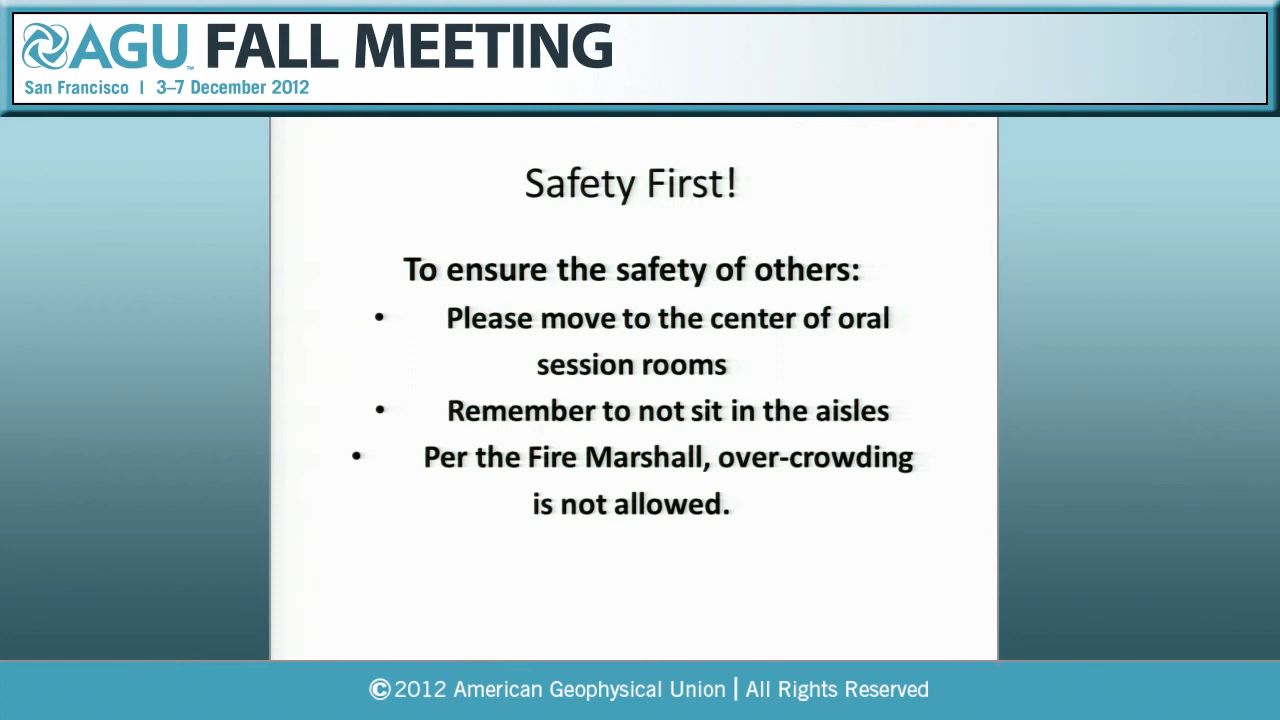 AGU™ FALL MEETING
San Francisco | 3–7 December 2012
Safety First!
To ensure the safety of others:
• Please move to the center of oral
session rooms
• Remember to not sit in the aisles
• Per the Fire Marshall, over-crowding
is not allowed.
©2012 American Geophysical Union | All Rights Reserved